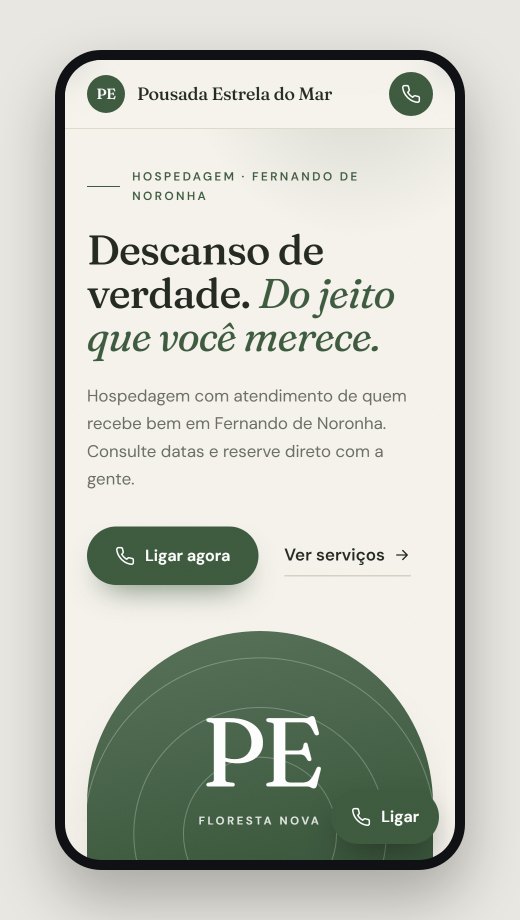 PE
Pousada Estrela do Mar
HOSPEDAGEM · FERNANDO DE
NORONHA
Descanso de
verdade. Do jeito
que você merece.
Hospedagem com atendimento de quem
recebe bem em Fernando de Noronha.
Consulte datas e reserve direto com a
gente.
Ligar agora
Ver serviços →
PE
FLORESTA NOVA
Ligar